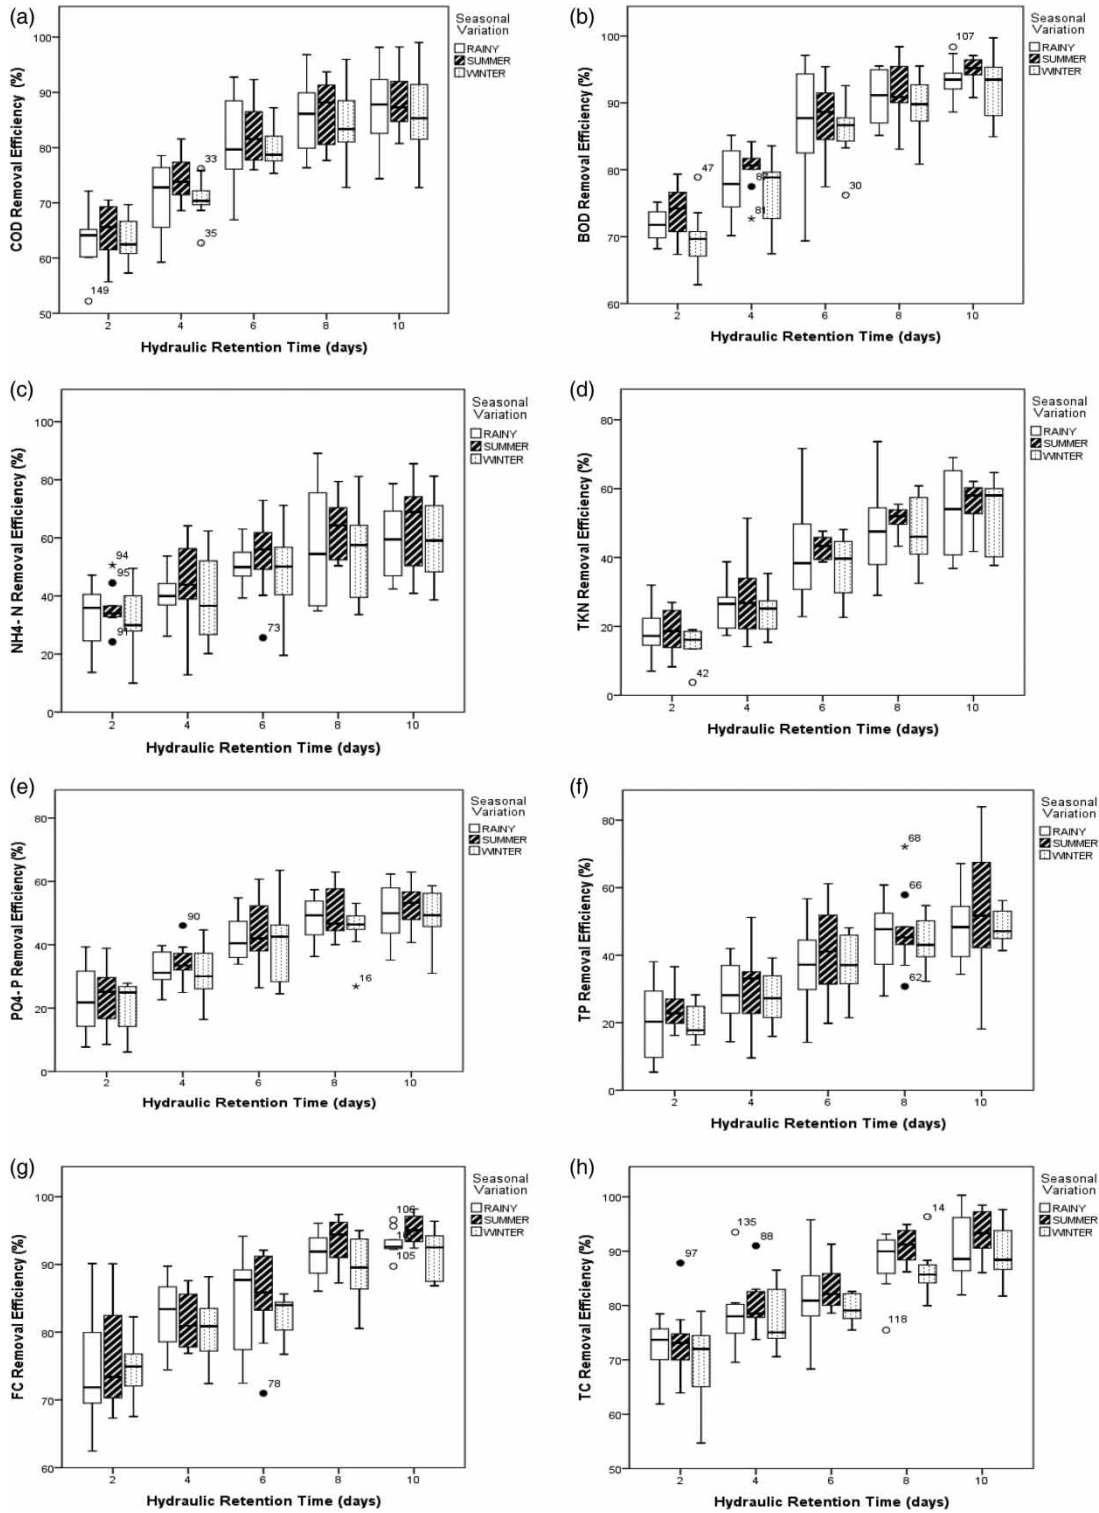 (a)
Seasonal
Variation
RAINY
SUMMER
WINTER
COD Removal Efficiency (%)
100
90
80
70
60
50
149
33
35
2 4 6 8 10
Hydraulic Retention Time (days)
(b)
Seasonal
Variation
RAINY
SUMMER
WINTER
BOD Removal Efficiency (%)
100
90
80
70
60
47
81
30
107
2 4 6 8 10
Hydraulic Retention Time (days)
(c)
Seasonal
Variation
RAINY
SUMMER
WINTER
NH4- N Removal Efficiency (%)
100
80
60
40
20
0
94
95
91
73
2 4 6 8 10
Hydraulic Retention Time (days)
(d)
Seasonal
Variation
RAINY
SUMMER
WINTER
TKN Removal Efficiency (%)
80
60
40
20
0
42
2 4 6 8 10
Hydraulic Retention Time (days)
(e)
Seasonal
Variation
RAINY
SUMMER
WINTER
PO4- P Removal Efficiency (%)
80
60
40
20
0
90
16
2 4 6 8 10
Hydraulic Retention Time (days)
(f)
Seasonal
Variation
RAINY
SUMMER
WINTER
TP Removal Efficiency (%)
80
60
40
20
0
68
66
62
2 4 6 8 10
Hydraulic Retention Time (days)
(g)
Seasonal
Variation
RAINY
SUMMER
WINTER
FC Removal Efficiency (%)
100
90
80
70
60
78
106
105
2 4 6 8 10
Hydraulic Retention Time (days)
(h)
Seasonal
Variation
RAINY
SUMMER
WINTER
TC Removal Efficiency (%)
100
90
80
70
60
50
97
135
88
118
14
2 4 6 8 10
Hydraulic Retention Time (days)